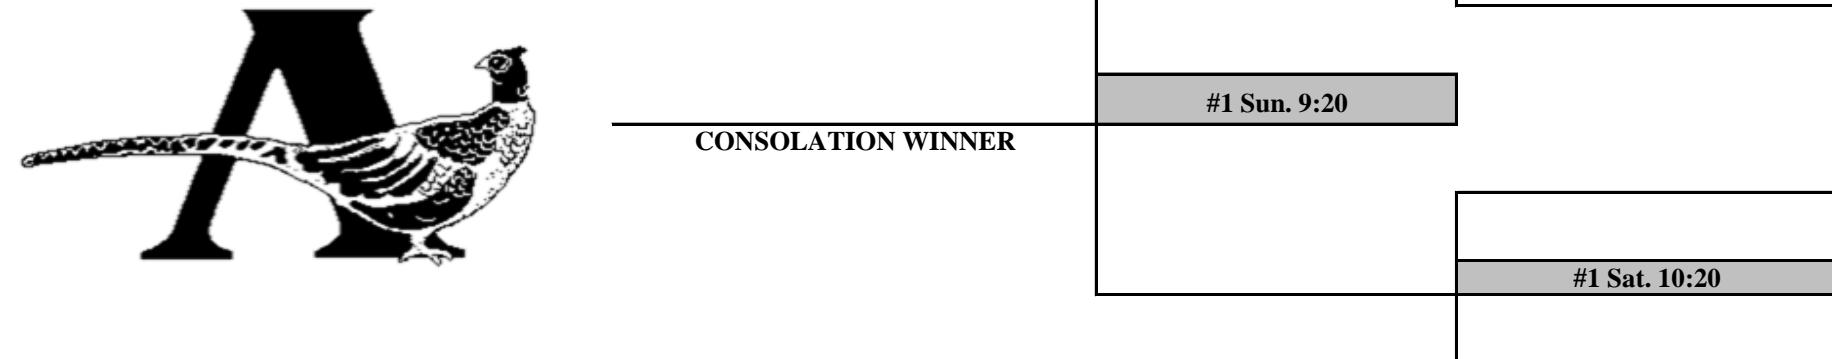 A
#1 Sun. 9:20
CONSOLATION WINNER
#1 Sat. 10:20